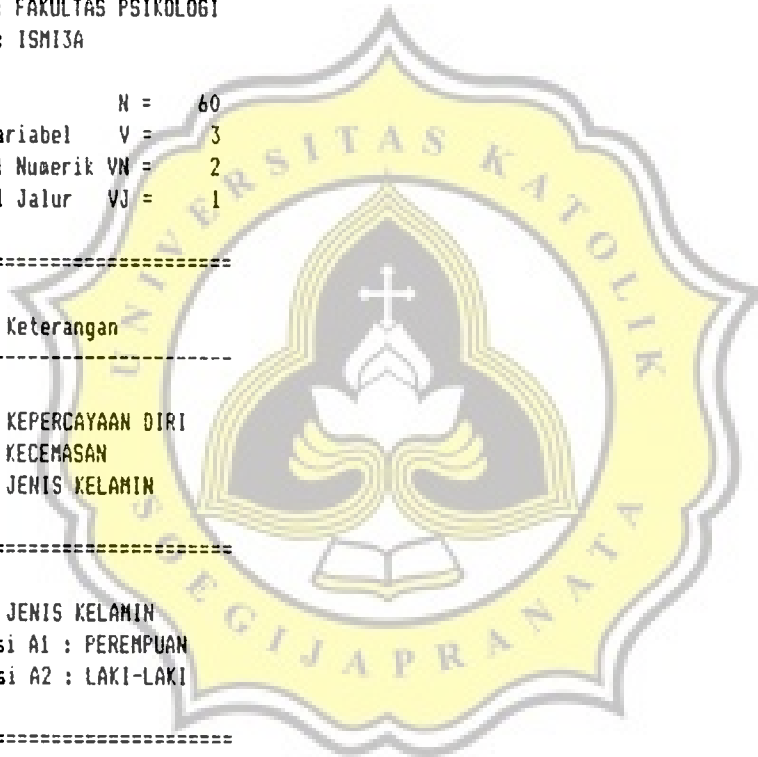 : FAKULTAS PSIKOLOGI
: ISMI3A
N = 60
ariabel V = 3
Numerik VN = 2
l Jalur VJ = 1
=====================
Keterangan
---------------------
KEPERCAYAAN DIRI
KECEMASAN
JENIS KELAMIN
=====================
JENIS KELAMIN
si A1 : PEREMPUAN
si A2 : LAKI-LAKI
=====================
UNIVERSITAS KATOLIK
SOEGIJAPRANATA